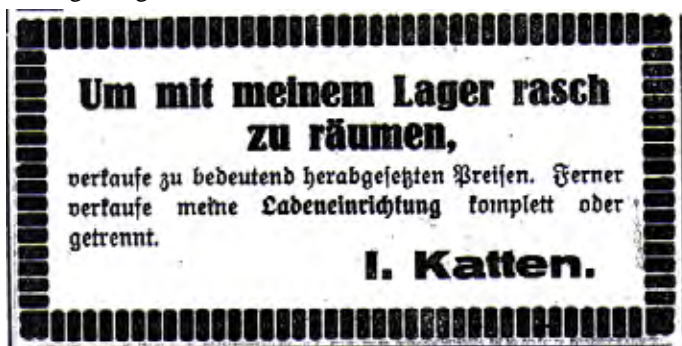 Um mit meinem Lager rasch
zu räumen,
verkaufe zu bedeutend herabgesetzten Preisen. Ferner
verkaufe meine Ladeneinrichtung komplett oder
getrennt.
I. Katten.